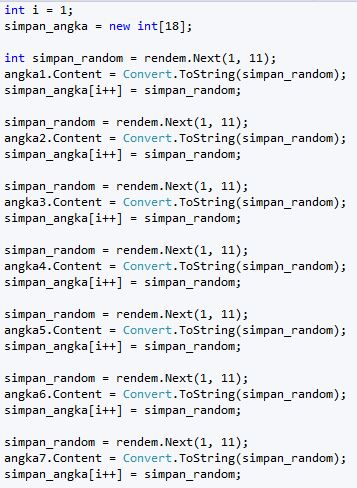 int i = 1;
simpan_angka = new int[18];
int simpan_random = rendem.Next(1, 11);
angka1.Content = Convert.ToString(simpan_random);
simpan_angka[i++] = simpan_random;
simpan_random = rendem.Next(1, 11);
angka2.Content = Convert.ToString(simpan_random);
simpan_angka[i++] = simpan_random;
simpan_random = rendem.Next(1, 11);
angka3.Content = Convert.ToString(simpan_random);
simpan_angka[i++] = simpan_random;
simpan_random = rendem.Next(1, 11);
angka4.Content = Convert.ToString(simpan_random);
simpan_angka[i++] = simpan_random;
simpan_random = rendem.Next(1, 11);
angka5.Content = Convert.ToString(simpan_random);
simpan_angka[i++] = simpan_random;
simpan_random = rendem.Next(1, 11);
angka6.Content = Convert.ToString(simpan_random);
simpan_angka[i++] = simpan_random;
simpan_random = rendem.Next(1, 11);
angka7.Content = Convert.ToString(simpan_random);
simpan_angka[i++] = simpan_random;